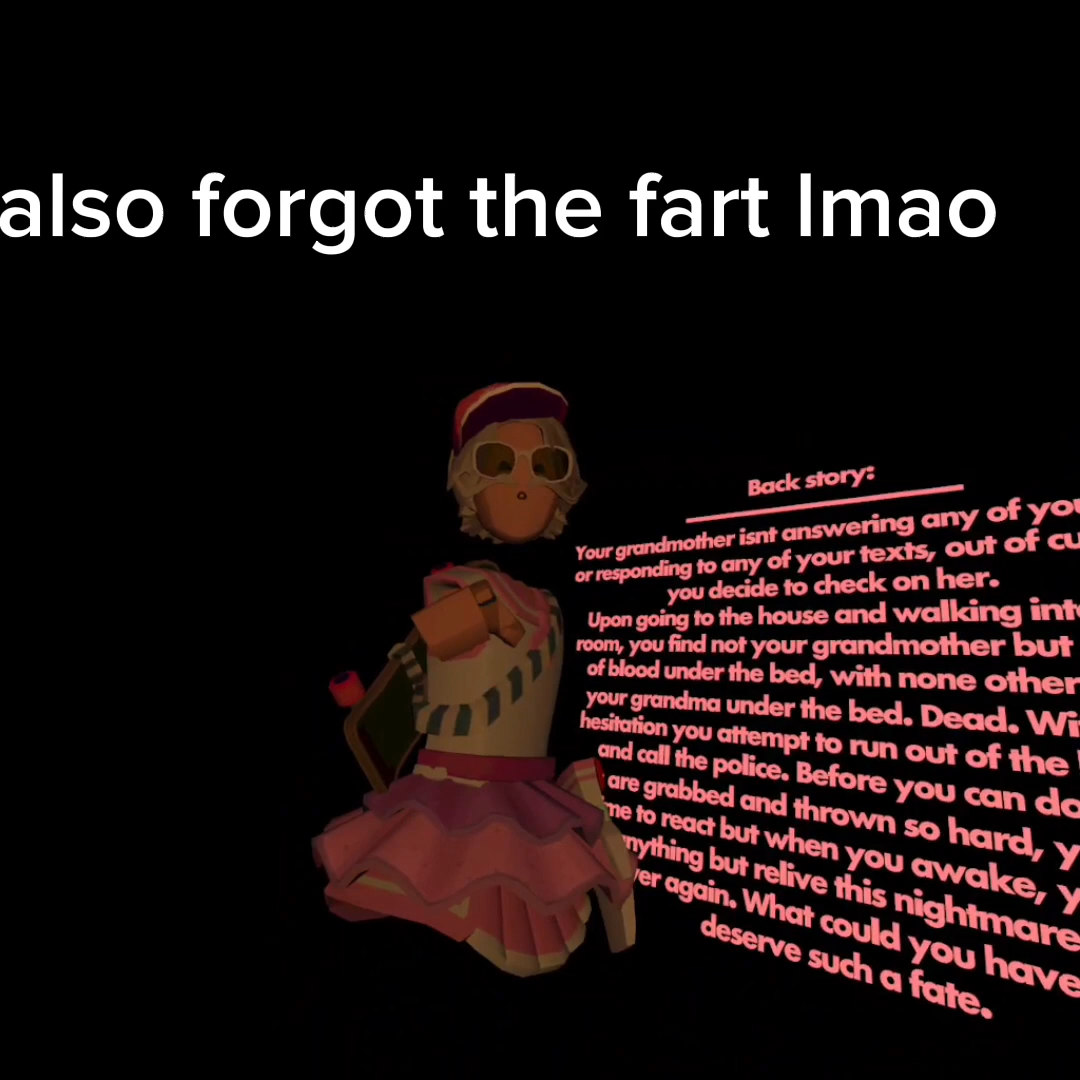 also forgot the fart lmao
Back story:
Your grandmother isnt answering any of
or responding to any of your texts, out of
you decide to check on her.
Upon going to the house and walking
room, you find not your grandmother but
of blood under the bed, with none other
your grandma under the bed. Dead.
hesitation you attempt to run out of the
and call the police. Before you can
are grabbed and thrown so hard,
to react but when you awake,
but relive this nightmare
again. What could you have
deserve such a fate.